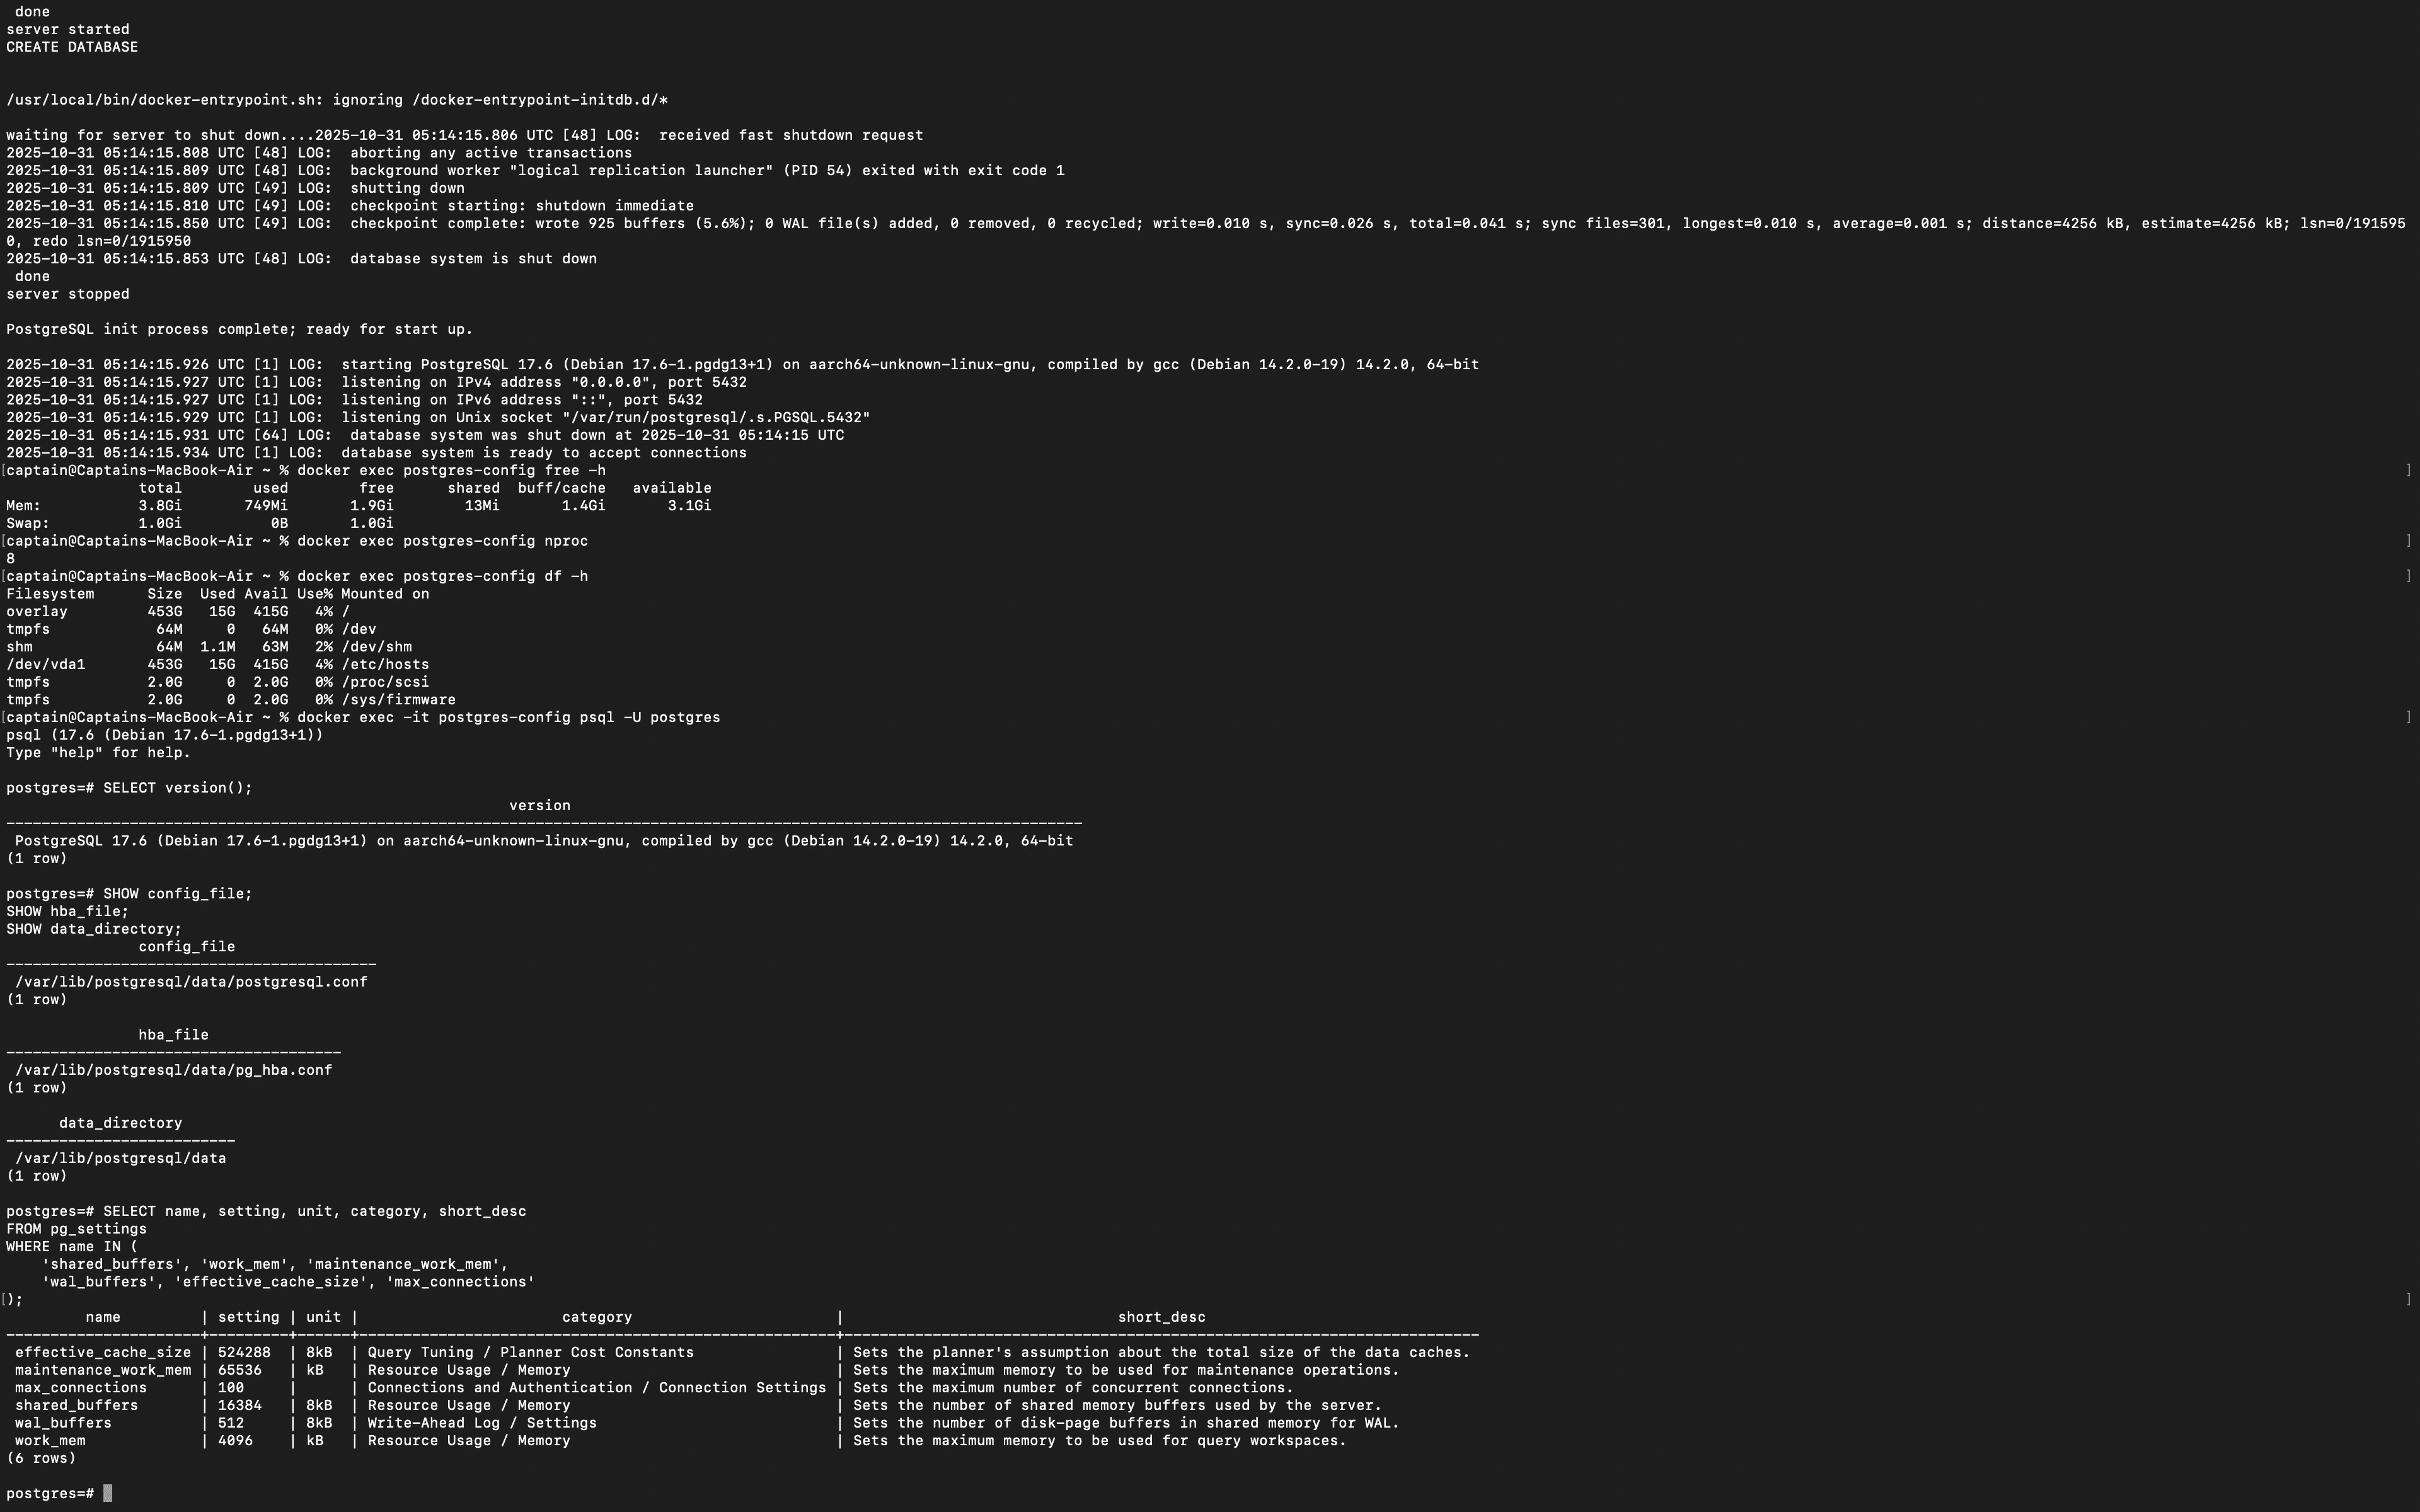 done
server started
CREATE DATABASE
/usr/local/bin/docker-entrypoint.sh: ignoring /docker-entrypoint-initdb.d/*
waiting for server to shut down....2025-10-31 05:14:15.806 UTC [48] LOG:  received fast shutdown request
2025-10-31 05:14:15.808 UTC [48] LOG:  aborting any active transactions
2025-10-31 05:14:15.809 UTC [48] LOG:  background worker "logical replication launcher" (PID 54) exited with exit code 1
2025-10-31 05:14:15.809 UTC [49] LOG:  shutting down
2025-10-31 05:14:15.810 UTC [49] LOG:  checkpoint starting: shutdown immediate
2025-10-31 05:14:15.850 UTC [49] LOG:  checkpoint complete: wrote 925 buffers (5.6%); 0 WAL file(s) added, 0 removed, 0 recycled; write=0.010 s, sync=0.026 s, total=0.041 s; sync files=301, longest=0.010 s, average=0.001 s; distance=4256 kB, estimate=4256 kB; lsn=0/191595
0, redo lsn=0/1915950
2025-10-31 05:14:15.853 UTC [48] LOG:  database system is shut down
 done
server stopped
PostgreSQL init process complete; ready for start up.
2025-10-31 05:14:15.926 UTC [1] LOG:  starting PostgreSQL 17.6 (Debian 17.6-1.pgdg13+1) on aarch64-unknown-linux-gnu, compiled by gcc (Debian 14.2.0-19) 14.2.0, 64-bit
2025-10-31 05:14:15.927 UTC [1] LOG:  listening on IPv4 address "0.0.0.0", port 5432
2025-10-31 05:14:15.927 UTC [1] LOG:  listening on IPv6 address "::", port 5432
2025-10-31 05:14:15.929 UTC [1] LOG:  listening on Unix socket "/var/run/postgresql/.s.PGSQL.5432"
2025-10-31 05:14:15.931 UTC [64] LOG:  database system was shut down at 2025-10-31 05:14:15 UTC
2025-10-31 05:14:15.934 UTC [1] LOG:  database system is ready to accept connections
[captain@Captains-MacBook-Air ~ % docker exec postgres-config free -h ]
               total        used        free      shared  buff/cache   available
Mem:           3.8Gi       749Mi       1.9Gi        13Mi       1.4Gi       3.1Gi
Swap:          1.0Gi          0B       1.0Gi
[captain@Captains-MacBook-Air ~ % docker exec postgres-config nproc ]
8
[captain@Captains-MacBook-Air ~ % docker exec postgres-config df -h ]
Filesystem      Size  Used Avail Use% Mounted on
overlay         453G   15G  415G   4% /
tmpfs            64M     0   64M   0% /dev
shm              64M  1.1M   63M   2% /dev/shm
/dev/vda1       453G   15G  415G   4% /etc/hosts
tmpfs           2.0G     0  2.0G   0% /proc/scsi
tmpfs           2.0G     0  2.0G   0% /sys/firmware
[captain@Captains-MacBook-Air ~ % docker exec -it postgres-config psql -U postgres ]
psql (17.6 (Debian 17.6-1.pgdg13+1))
Type "help" for help.
postgres=# SELECT version();
version
--------------------------------------------------------------------------------------------------------------------------
 PostgreSQL 17.6 (Debian 17.6-1.pgdg13+1) on aarch64-unknown-linux-gnu, compiled by gcc (Debian 14.2.0-19) 14.2.0, 64-bit
(1 row)
postgres=# SHOW config_file;
SHOW hba_file;
SHOW data_directory;
               config_file
------------------------------------------
 /var/lib/postgresql/data/postgresql.conf
(1 row)
               hba_file
--------------------------------------
 /var/lib/postgresql/data/pg_hba.conf
(1 row)
      data_directory
--------------------------
 /var/lib/postgresql/data
(1 row)
postgres=# SELECT name, setting, unit, category, short_desc
FROM pg_settings
WHERE name IN (
    'shared_buffers', 'work_mem', 'maintenance_work_mem',
    'wal_buffers', 'effective_cache_size', 'max_connections'
[); ]
         name         | setting | unit |                       category                       |                               short_desc
----------------------+---------+------+------------------------------------------------------+------------------------------------------------------------------------
 effective_cache_size | 524288  | 8kB  | Query Tuning / Planner Cost Constants                | Sets the planner's assumption about the total size of the data caches.
 maintenance_work_mem | 65536   | kB   | Resource Usage / Memory                              | Sets the maximum memory to be used for maintenance operations.
 max_connections      | 100     |      | Connections and Authentication / Connection Settings | Sets the maximum number of concurrent connections.
 shared_buffers       | 16384   | 8kB  | Resource Usage / Memory                              | Sets the number of shared memory buffers used by the server.
 wal_buffers          | 512     | 8kB  | Write-Ahead Log / Settings                           | Sets the number of disk-page buffers in shared memory for WAL.
 work_mem             | 4096    | kB   | Resource Usage / Memory                              | Sets the maximum memory to be used for query workspaces.
(6 rows)
postgres=#